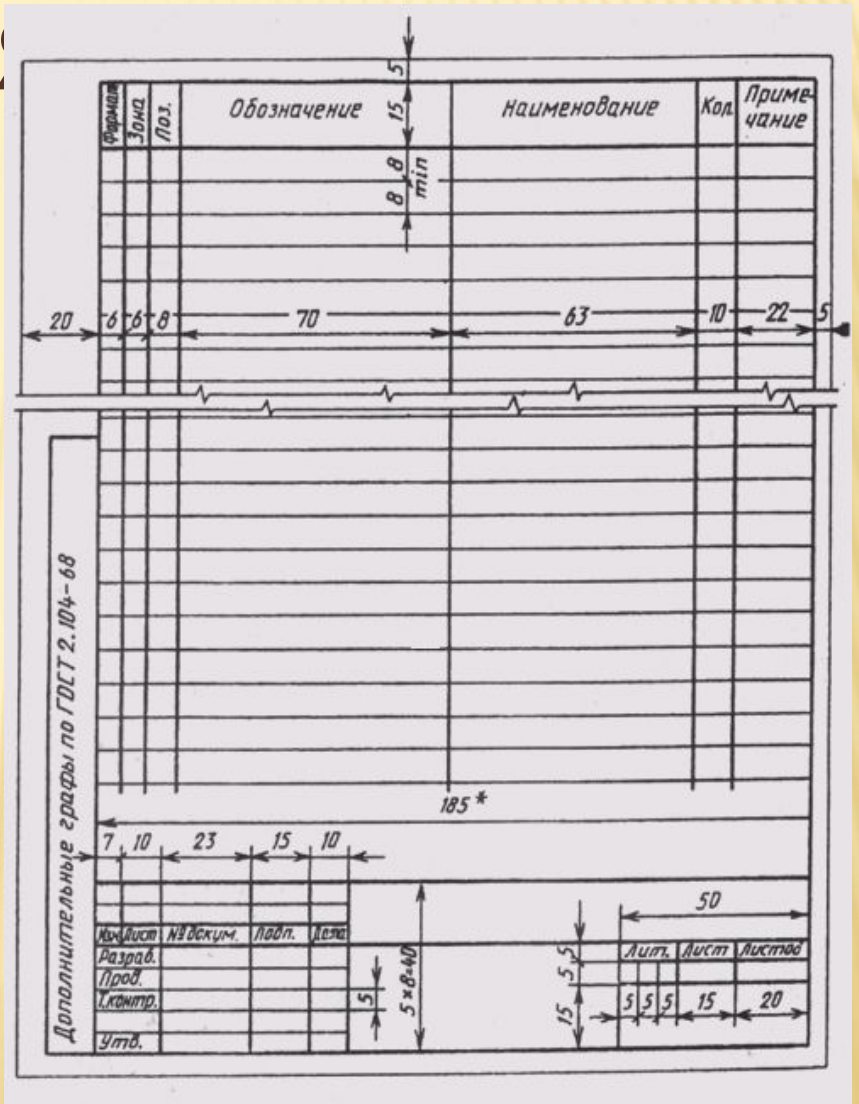 5
Формат Зона Поз. Обозначение Наименование Кол. Приме-
чание
15
8
min
8
20 6 6 8 70 63 10 22 5
Дополнительные графы по ГОСТ 2.104-68
185*
7 10 23 15 10
50
Изм Лист № докум. Подп. Дата
Разраб.
Пров.
Т.контр.
Утв.
5
5×8=40
5
5
15
Лит. Лист Листов
5 5 5 15 20